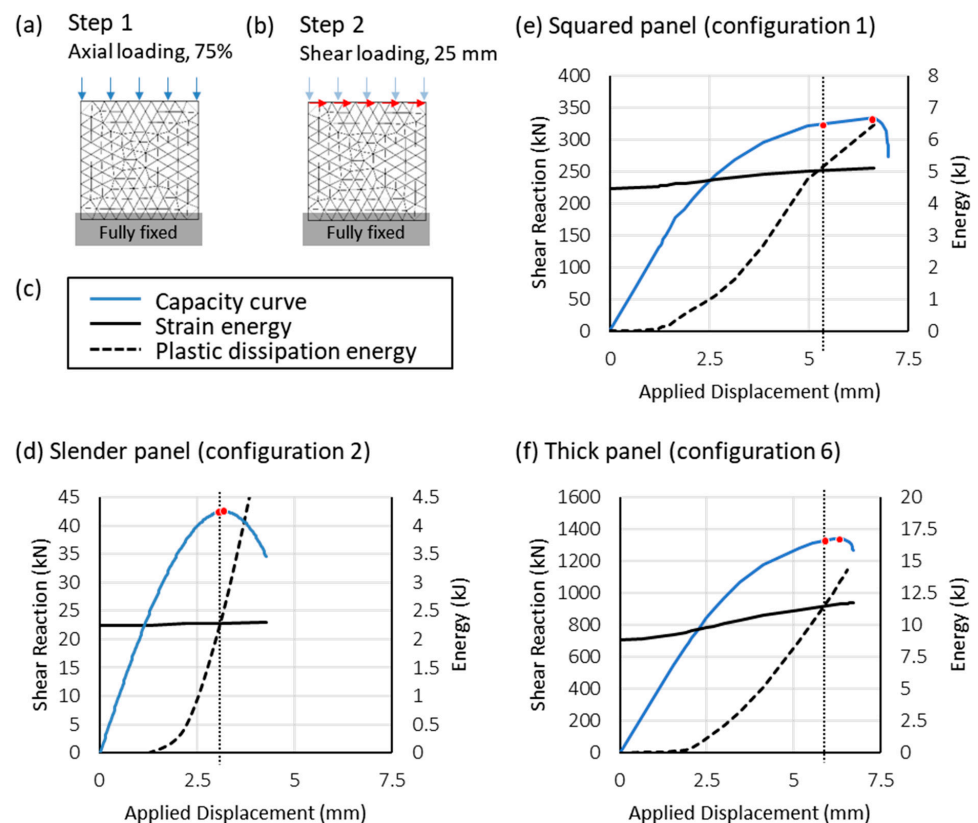 (a) Step 1
Axial loading, 75%
Fully fixed
(b) Step 2
Shear loading, 25 mm
Fully fixed
(c)
Capacity curve
Strain energy
Plastic dissipation energy
(e) Squared panel (configuration 1)
Shear Reaction (kN)
400
350
300
250
200
150
100
50
0
8
7
6
5
4
3
2
1
0
Energy (kJ)
0 2.5 5 7.5
Applied Displacement (mm)
(d) Slender panel (configuration 2)
Shear Reaction (kN)
45
40
35
30
25
20
15
10
5
0
4.5
4
3.5
3
2.5
2
1.5
1
0.5
0
Energy (kJ)
0 2.5 5 7.5
Applied Displacement (mm)
(f) Thick panel (configuration 6)
Shear Reaction (kN)
1600
1400
1200
1000
800
600
400
200
0
20
17.5
15
12.5
10
7.5
5
2.5
0
Energy (kJ)
0 2.5 5 7.5
Applied Displacement (mm)